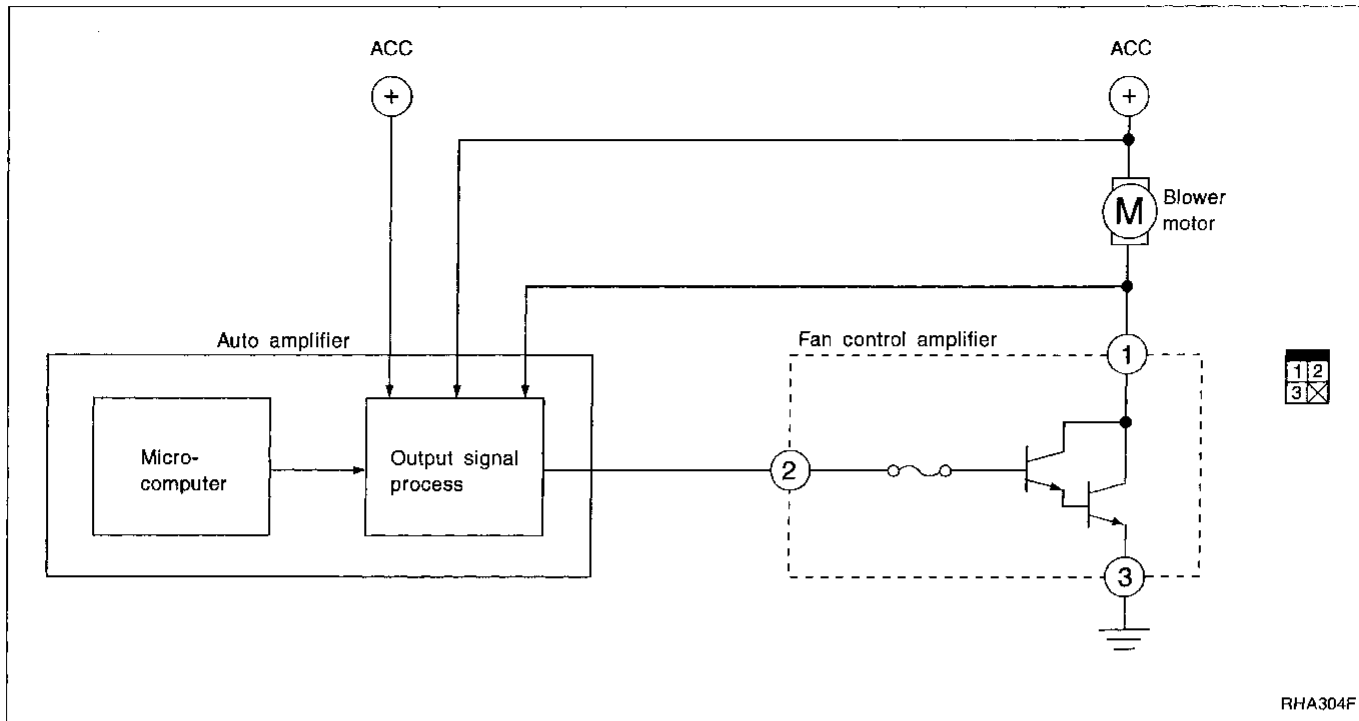 ACC
+
ACC
+
M
Blower
motor
Auto amplifier
Fan control amplifier
1
1 2
3
Micro-
computer
Output signal
process
2
3
RHA304F